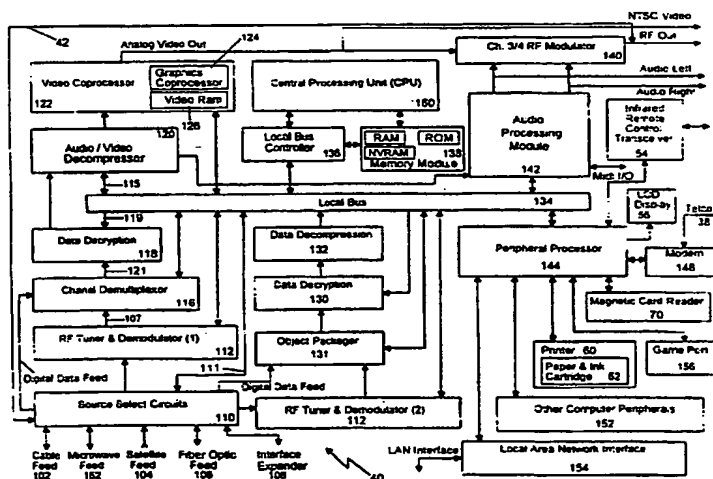 42
Analog Video Out
124
NTSC Video
RF Out
Video Coprocessor
122
Graphics
Coprocessor
Video Ram
126
Central Processing Unit (CPU)
160
Ch. 3/4 RF Modulator
140
Audio Left
Audio Right
Audio / Video
Decompressor
120
Local Bus
Controller
136
RAM
ROM
NVRAM
138
Memory Module
Audio
Processing
Module
142
Infrared
Remote
Control
Transceiver
54
Midi I/O
115
Local Bus
134
119
Data Decryption
118
Data Decompression
132
LCD
Display
56
Telco
38
121
Peripheral Processor
144
Modem
148
Chanel Demultiplexor
116
Data Decryption
130
Magnetic Card Reader
70
107
RF Tuner & Demodulator (1)
112
Object Packager
131
Printer 60
Paper & Ink
Cartridge 62
Game Port
156
111
Digital Data Feed
Digital Data Feed
Source Select Circuits
110
RF Tuner & Demodulator (2)
112
Other Computer Peripherals
152
Cable
Feed
102
Microwave
Feed
162
Satellite
Feed
104
Fiber Optic
Feed
106
Interface
Expander
108
40
LAN Interface
Local Area Network Interface
154